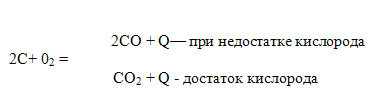 2CO + Q— при недостатке кислорода
2C+ 0₂ =
CO₂ + Q - достаток кислорода